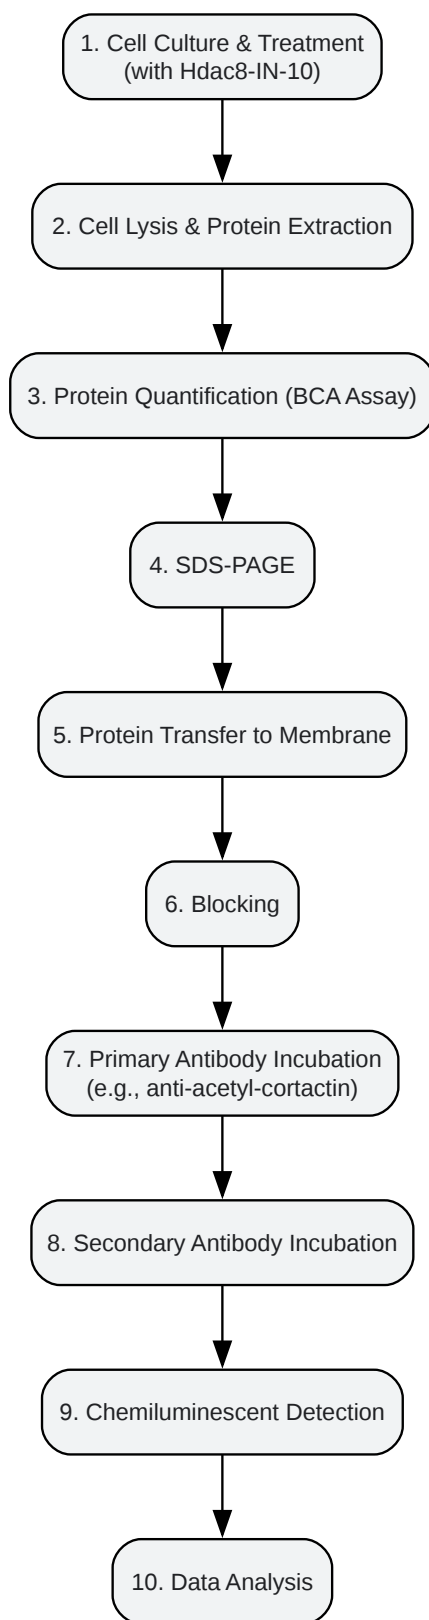 1. Cell Culture & Treatment
(with Hdac8-IN-10)
2. Cell Lysis & Protein Extraction
3. Protein Quantification (BCA Assay)
4. SDS-PAGE
5. Protein Transfer to Membrane
6. Blocking
7. Primary Antibody Incubation
(e.g., anti-acetyl-cortactin)
8. Secondary Antibody Incubation
9. Chemiluminescent Detection
10. Data Analysis